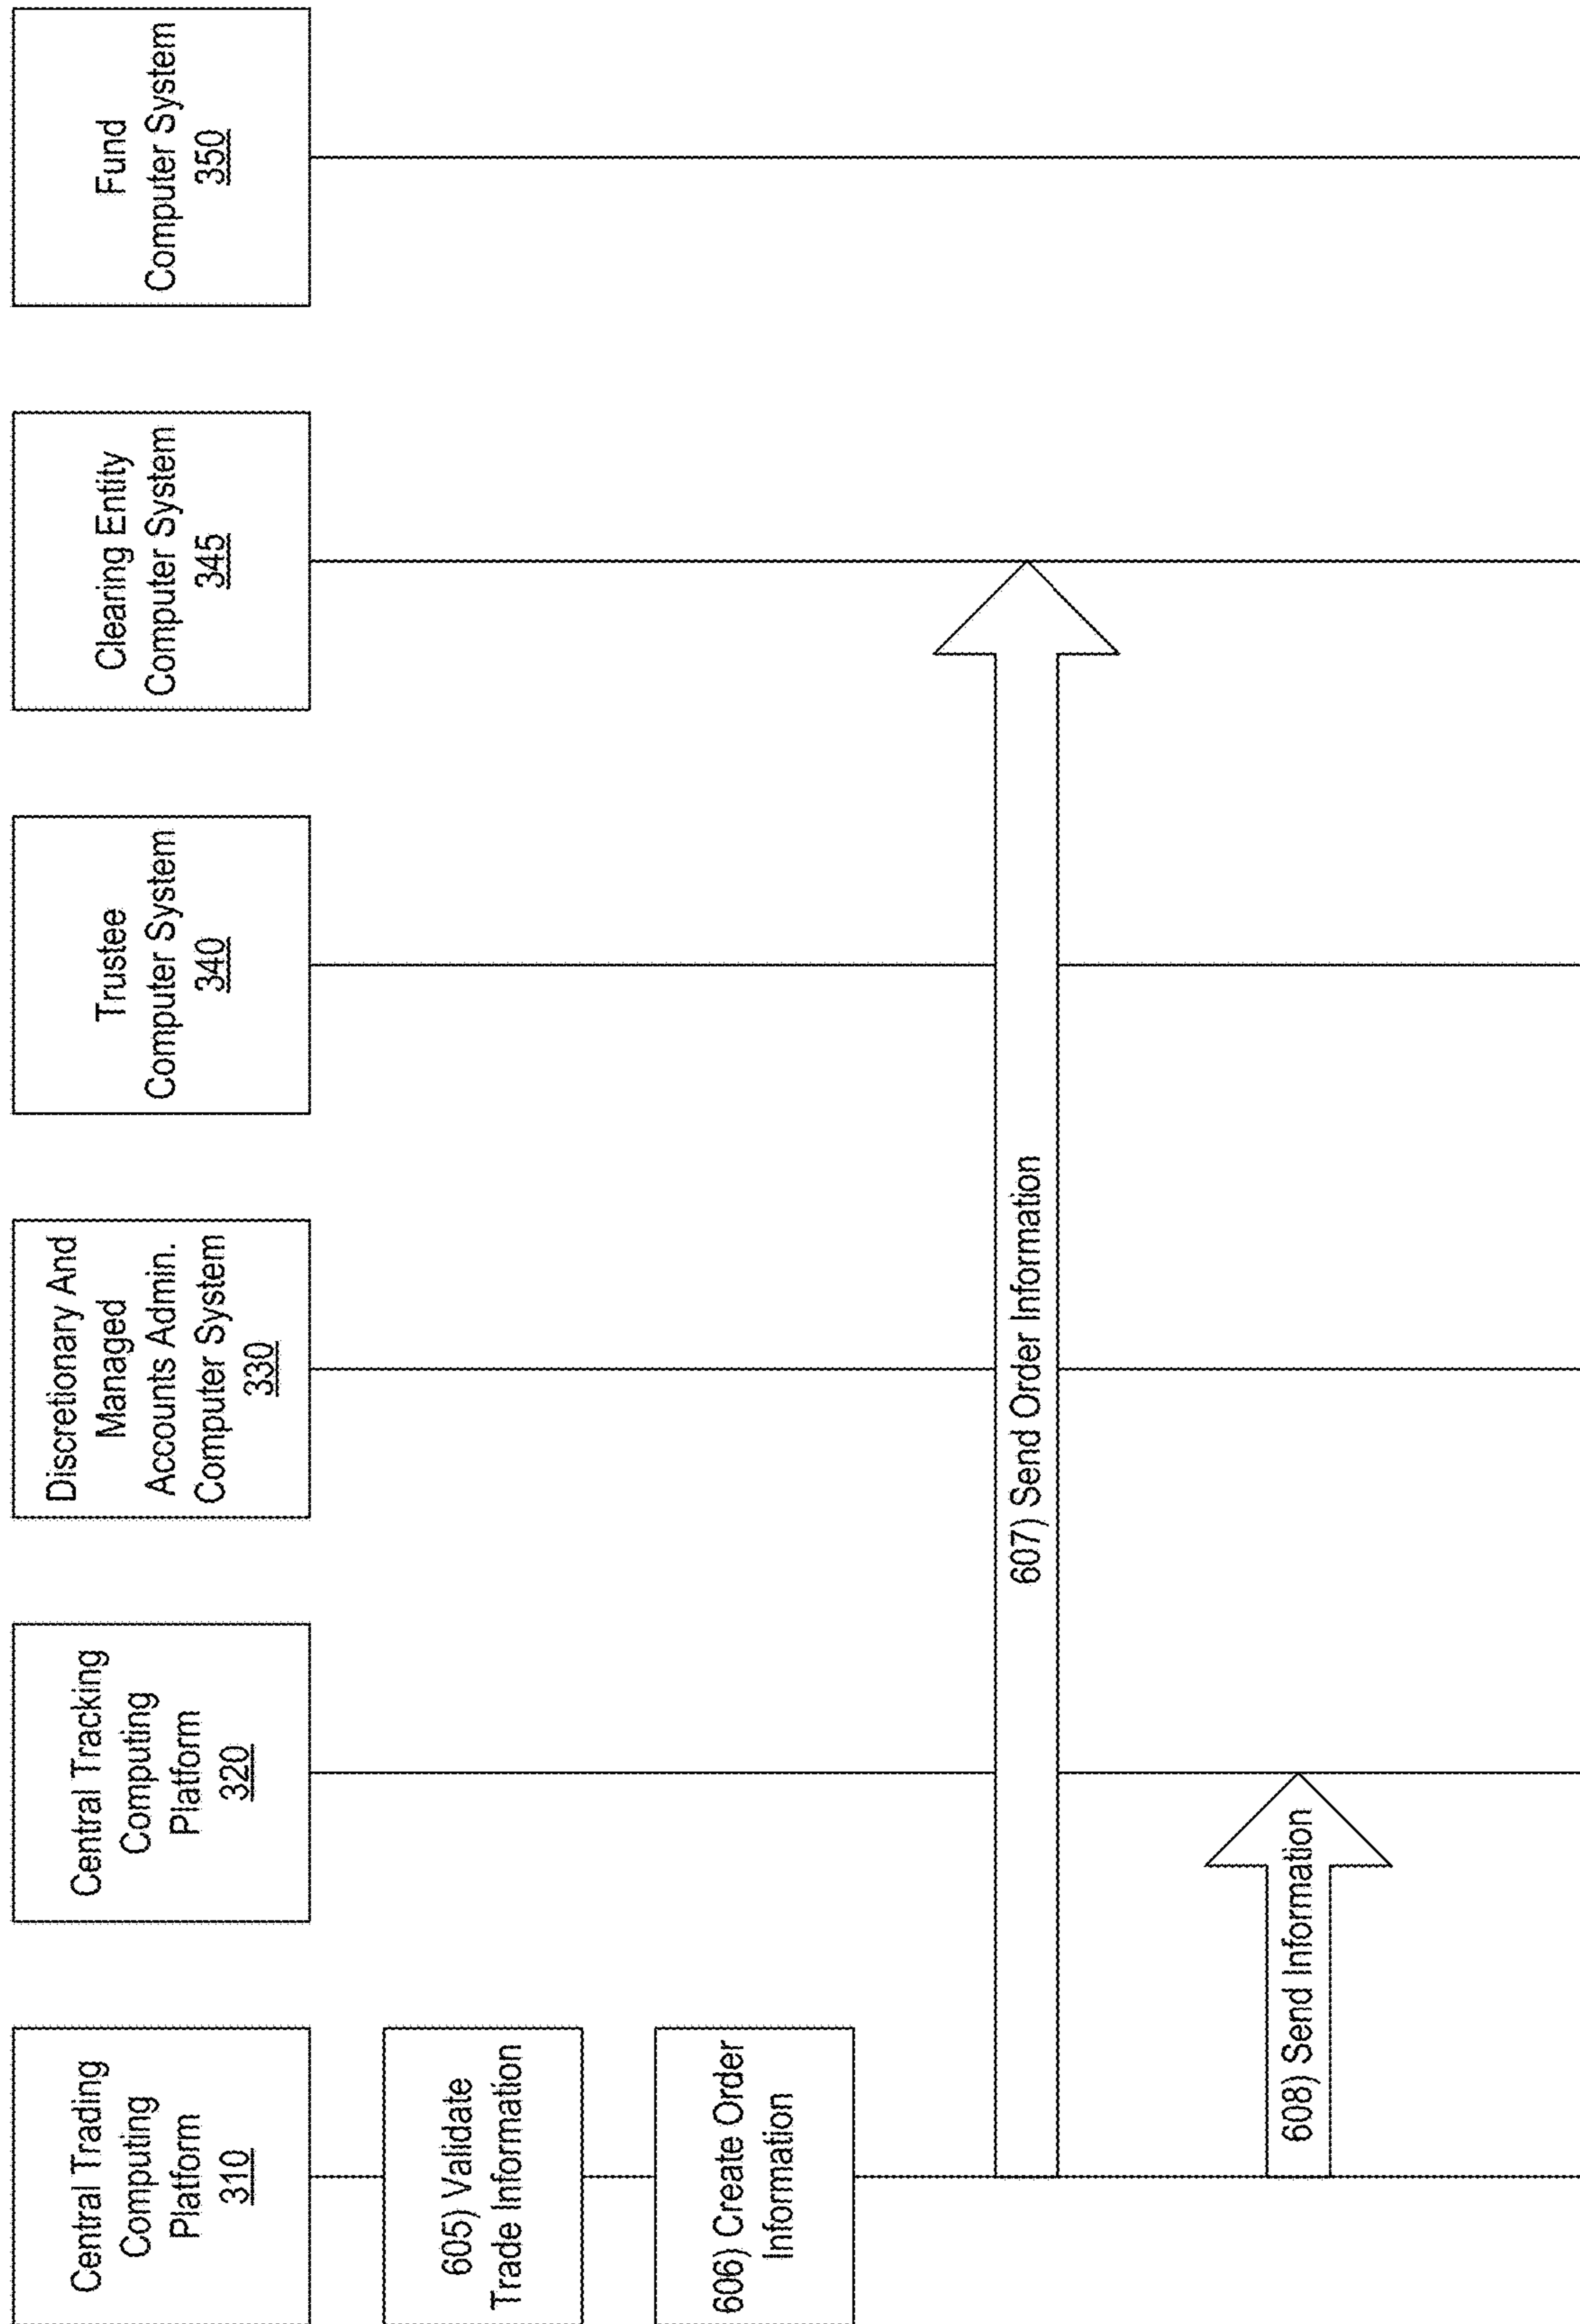 Central Trading
Computing
Platform
310
Central Tracking
Computing
Platform
320
Discretionary And
Managed
Accounts Admin.
Computer System
330
Trustee
Computer System
340
Clearing Entity
Computer System
345
Fund
Computer System
350
605) Validate
Trade Information
606) Create Order
Information
607) Send Order Information
608) Send Information